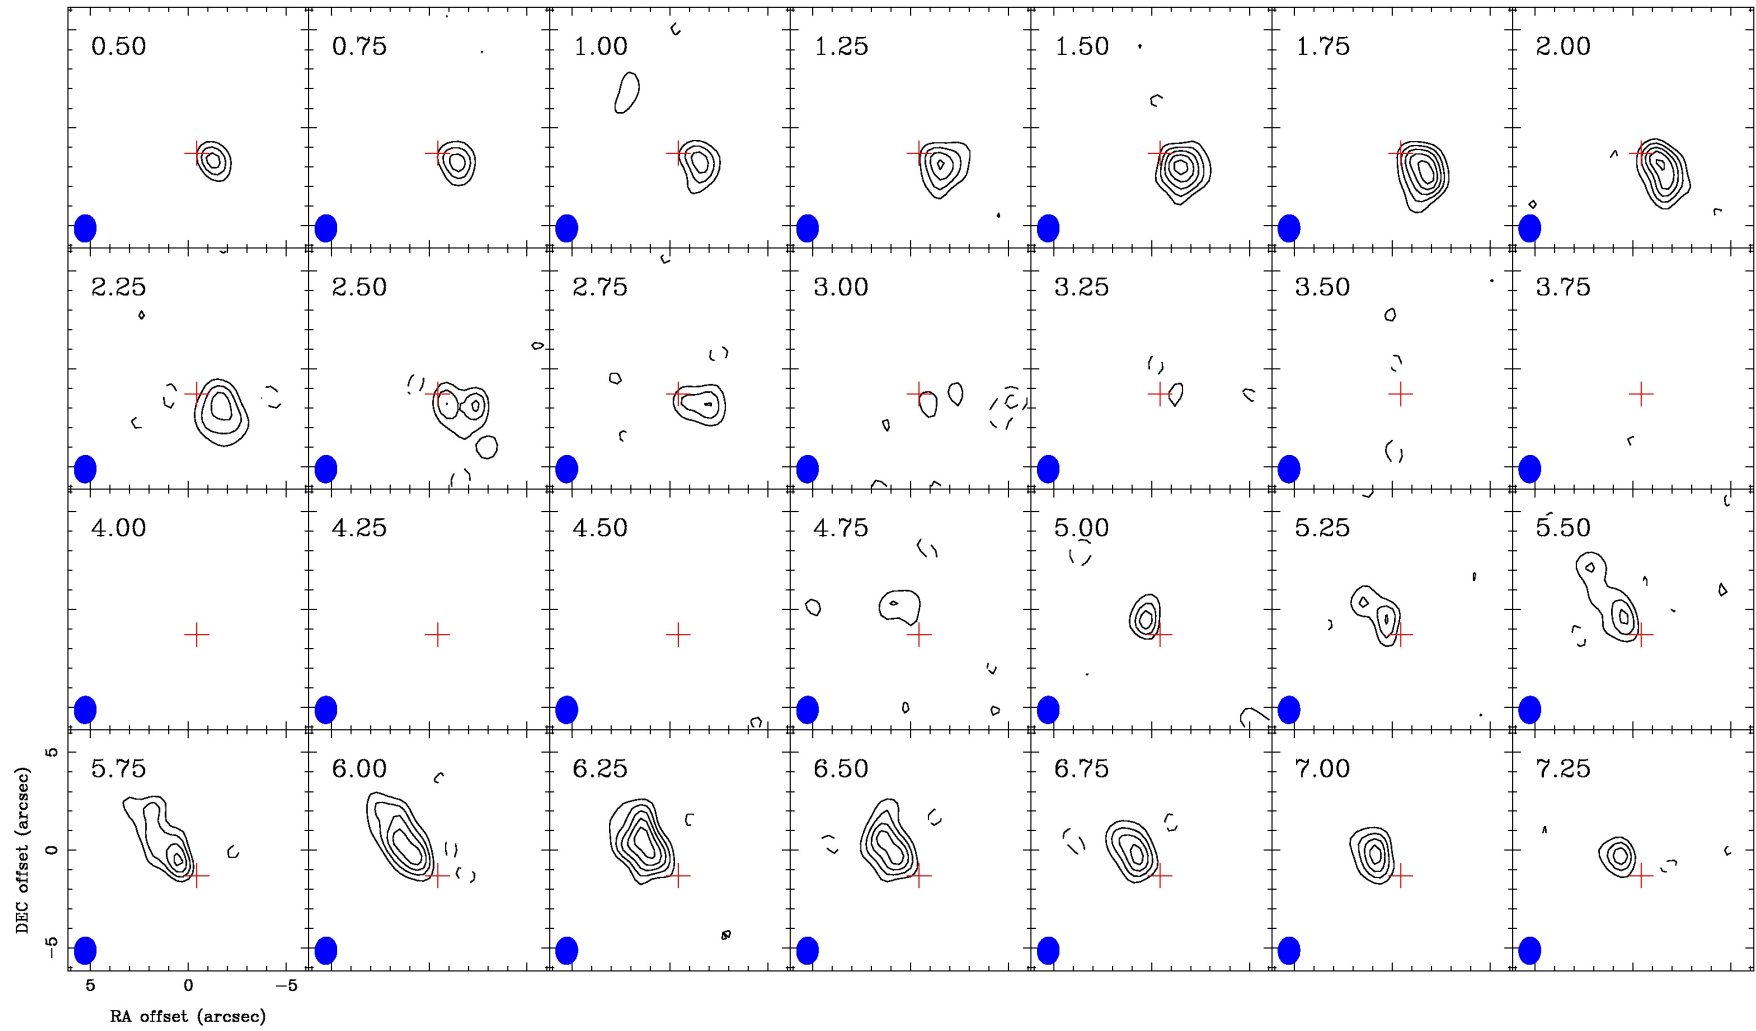 0.50 0.75 1.00 1.25 1.50 1.75 2.00
2.25 2.50 2.75 3.00 3.25 3.50 3.75
4.00 4.25 4.50 4.75 5.00 5.25 5.50
5.75 6.00 6.25 6.50 6.75 7.00 7.25
5
0
−5
DEC offset (arcsec)
5 0 −5
RA offset (arcsec)